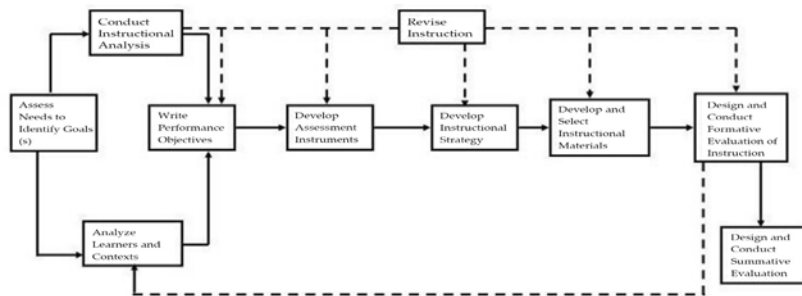 Conduct
Instructional
Analysis
Revise
Instruction
Assess
Needs to
Identify Goals
(s)
Write
Performance
Objectives
Develop
Assessment
Instruments
Develop
Instructional
Strategy
Develop and
Select
Instructional
Materials
Design and
Conduct
Formative
Evaluation of
Instruction
Analyze
Learners and
Contexts
Design and
Conduct
Summative
Evaluation